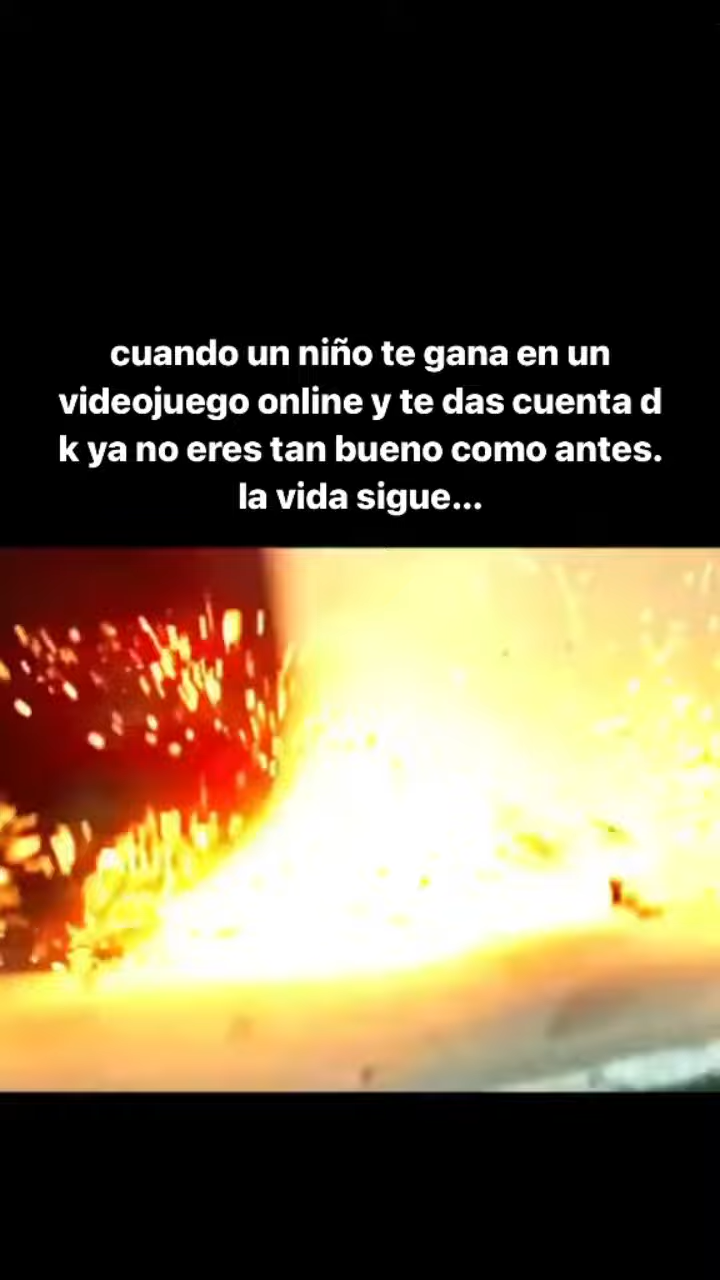 cuando un niño te gana en un
videojuego online y te das cuenta d
k ya no eres tan bueno como antes.
la vida sigue...